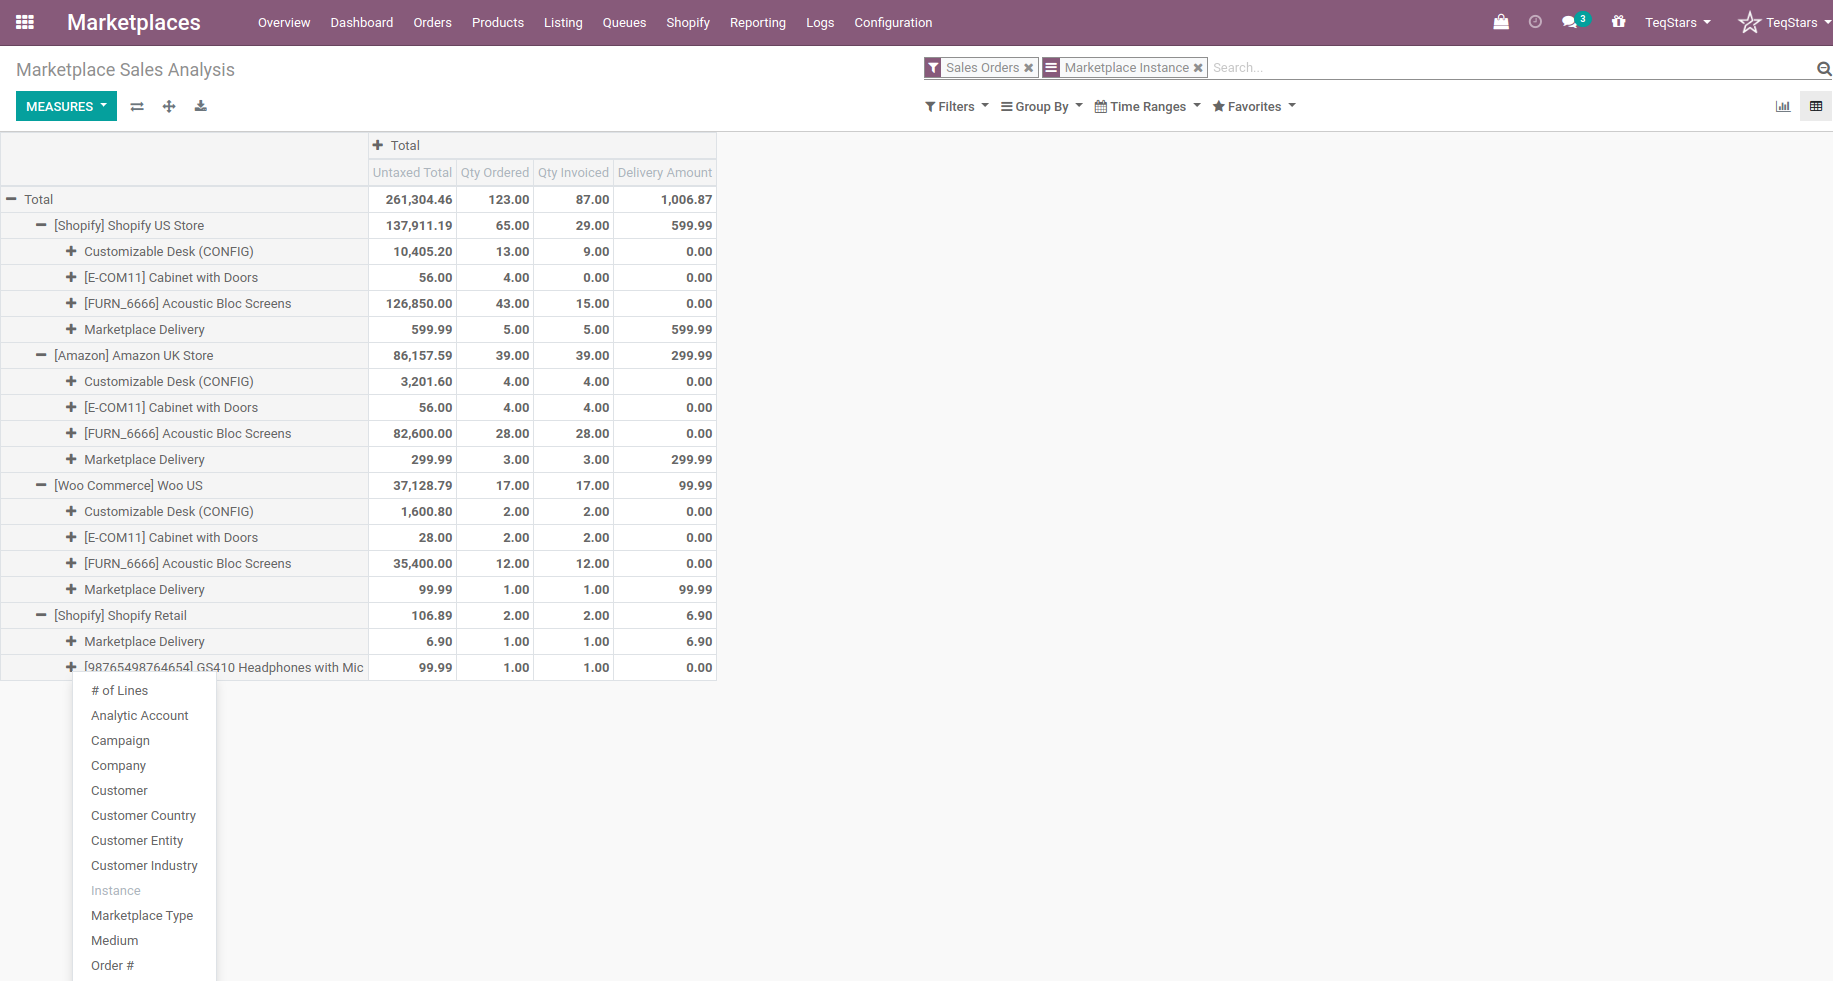 Marketplaces Overview Dashboard Orders Products Listing Queues Shopify Reporting Logs Configuration 3 TeqStars TeqStars
Marketplace Sales Analysis Sales Orders Marketplace Instance Search...
MEASURES Filters Group By Time Ranges Favorites
Total
Untaxed Total Qty Ordered Qty Invoiced Delivery Amount
Total 261,304.46 123.00 87.00 1,006.87
[Shopify] Shopify US Store 137,911.19 65.00 29.00 599.99
Customizable Desk (CONFIG) 10,405.20 13.00 9.00 0.00
[E-COM11] Cabinet with Doors 56.00 4.00 0.00 0.00
[FURN_6666] Acoustic Bloc Screens 126,850.00 43.00 15.00 0.00
Marketplace Delivery 599.99 5.00 5.00 599.99
[Amazon] Amazon UK Store 86,157.59 39.00 39.00 299.99
Customizable Desk (CONFIG) 3,201.60 4.00 4.00 0.00
[E-COM11] Cabinet with Doors 56.00 4.00 4.00 0.00
[FURN_6666] Acoustic Bloc Screens 82,600.00 28.00 28.00 0.00
Marketplace Delivery 299.99 3.00 3.00 299.99
[Woo Commerce] Woo US 37,128.79 17.00 17.00 99.99
Customizable Desk (CONFIG) 1,600.80 2.00 2.00 0.00
[E-COM11] Cabinet with Doors 28.00 2.00 2.00 0.00
[FURN_6666] Acoustic Bloc Screens 35,400.00 12.00 12.00 0.00
Marketplace Delivery 99.99 1.00 1.00 99.99
[Shopify] Shopify Retail 106.89 2.00 2.00 6.90
Marketplace Delivery 6.90 1.00 1.00 6.90
[98765498764654] GS410 Headphones with Mic 99.99 1.00 1.00 0.00
# of Lines
Analytic Account
Campaign
Company
Customer
Customer Country
Customer Entity
Customer Industry
Instance
Marketplace Type
Medium
Order #